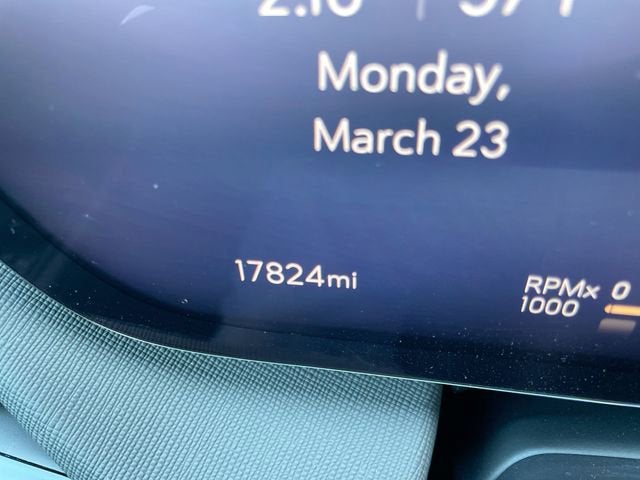 Monday,
March 23
17824mi
RPMx 0
1000